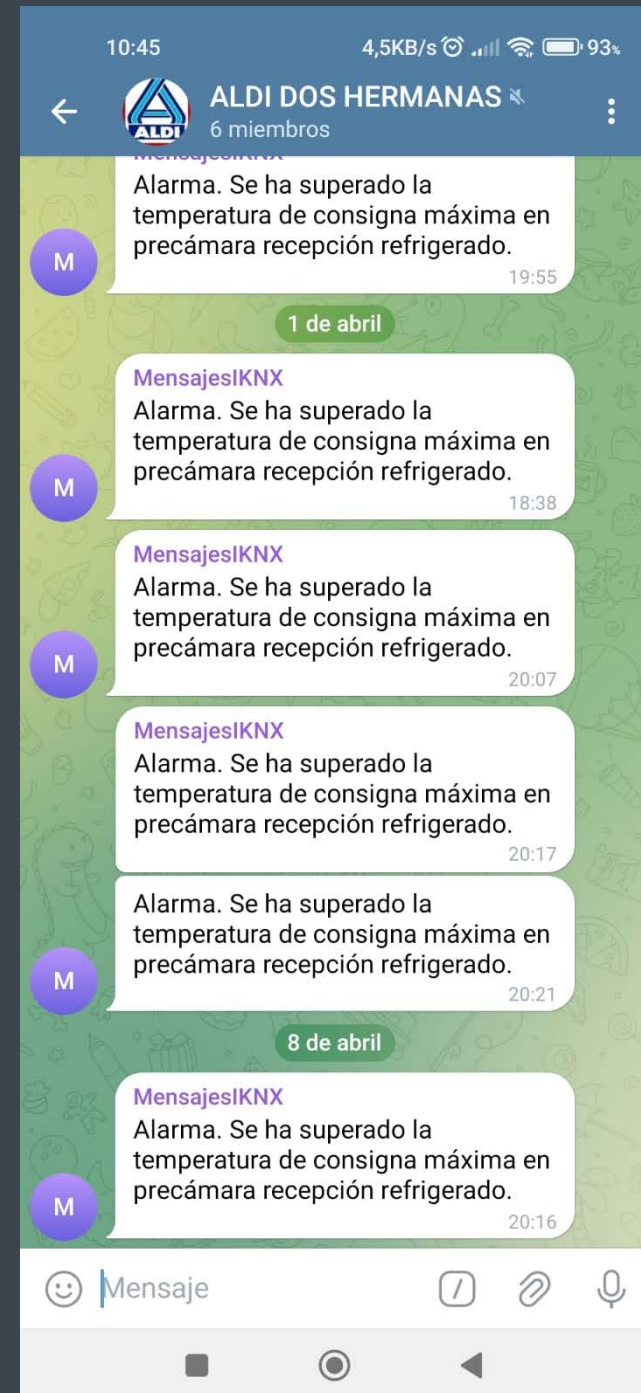 10:45
4,5KB/s 93%
ALDI DOS HERMANAS
ALDI
6 miembros
MensajesIKNX
Alarma. Se ha superado la
temperatura de consigna máxima en
precámara recepción refrigerado.
M
19:55
1 de abril
MensajesIKNX
Alarma. Se ha superado la
temperatura de consigna máxima en
precámara recepción refrigerado.
M
18:38
MensajesIKNX
Alarma. Se ha superado la
temperatura de consigna máxima en
precámara recepción refrigerado.
M
20:07
MensajesIKNX
Alarma. Se ha superado la
temperatura de consigna máxima en
precámara recepción refrigerado.
20:17
Alarma. Se ha superado la
temperatura de consigna máxima en
precámara recepción refrigerado.
M
20:21
8 de abril
MensajesIKNX
Alarma. Se ha superado la
temperatura de consigna máxima en
precámara recepción refrigerado.
M
20:16
Mensaje